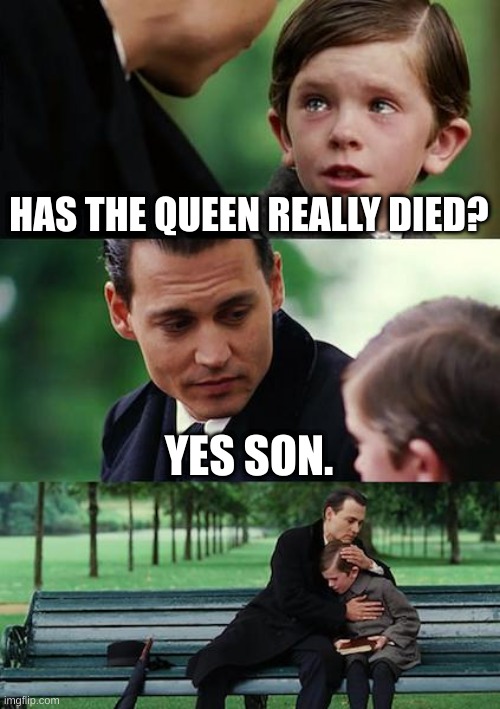 HAS THE QUEEN REALLY DIED?
YES SON.
imgflip.com